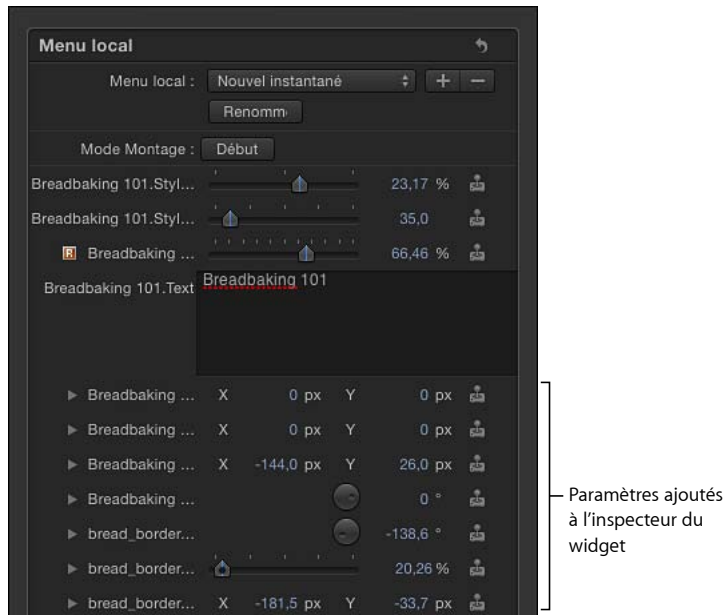 Menu local
Menu local : Nouvel instantané + −
Renomm
Mode Montage : Début
Breadbaking 101.Styl... 23,17 %
Breadbaking 101.Styl... 35,0
R Breadbaking ... 66,46 %
Breadbaking 101.Text Breadbaking 101
Breadbaking ... X 0 px Y 0 px
Breadbaking ... X 0 px Y 0 px
Breadbaking ... X -144,0 px Y 26,0 px
Breadbaking ... 0 °
bread_border... -138,6 °
bread_border... 20,26 %
bread_border... X -181,5 px Y -33,7 px
Paramètres ajoutés
à l’inspecteur du
widget